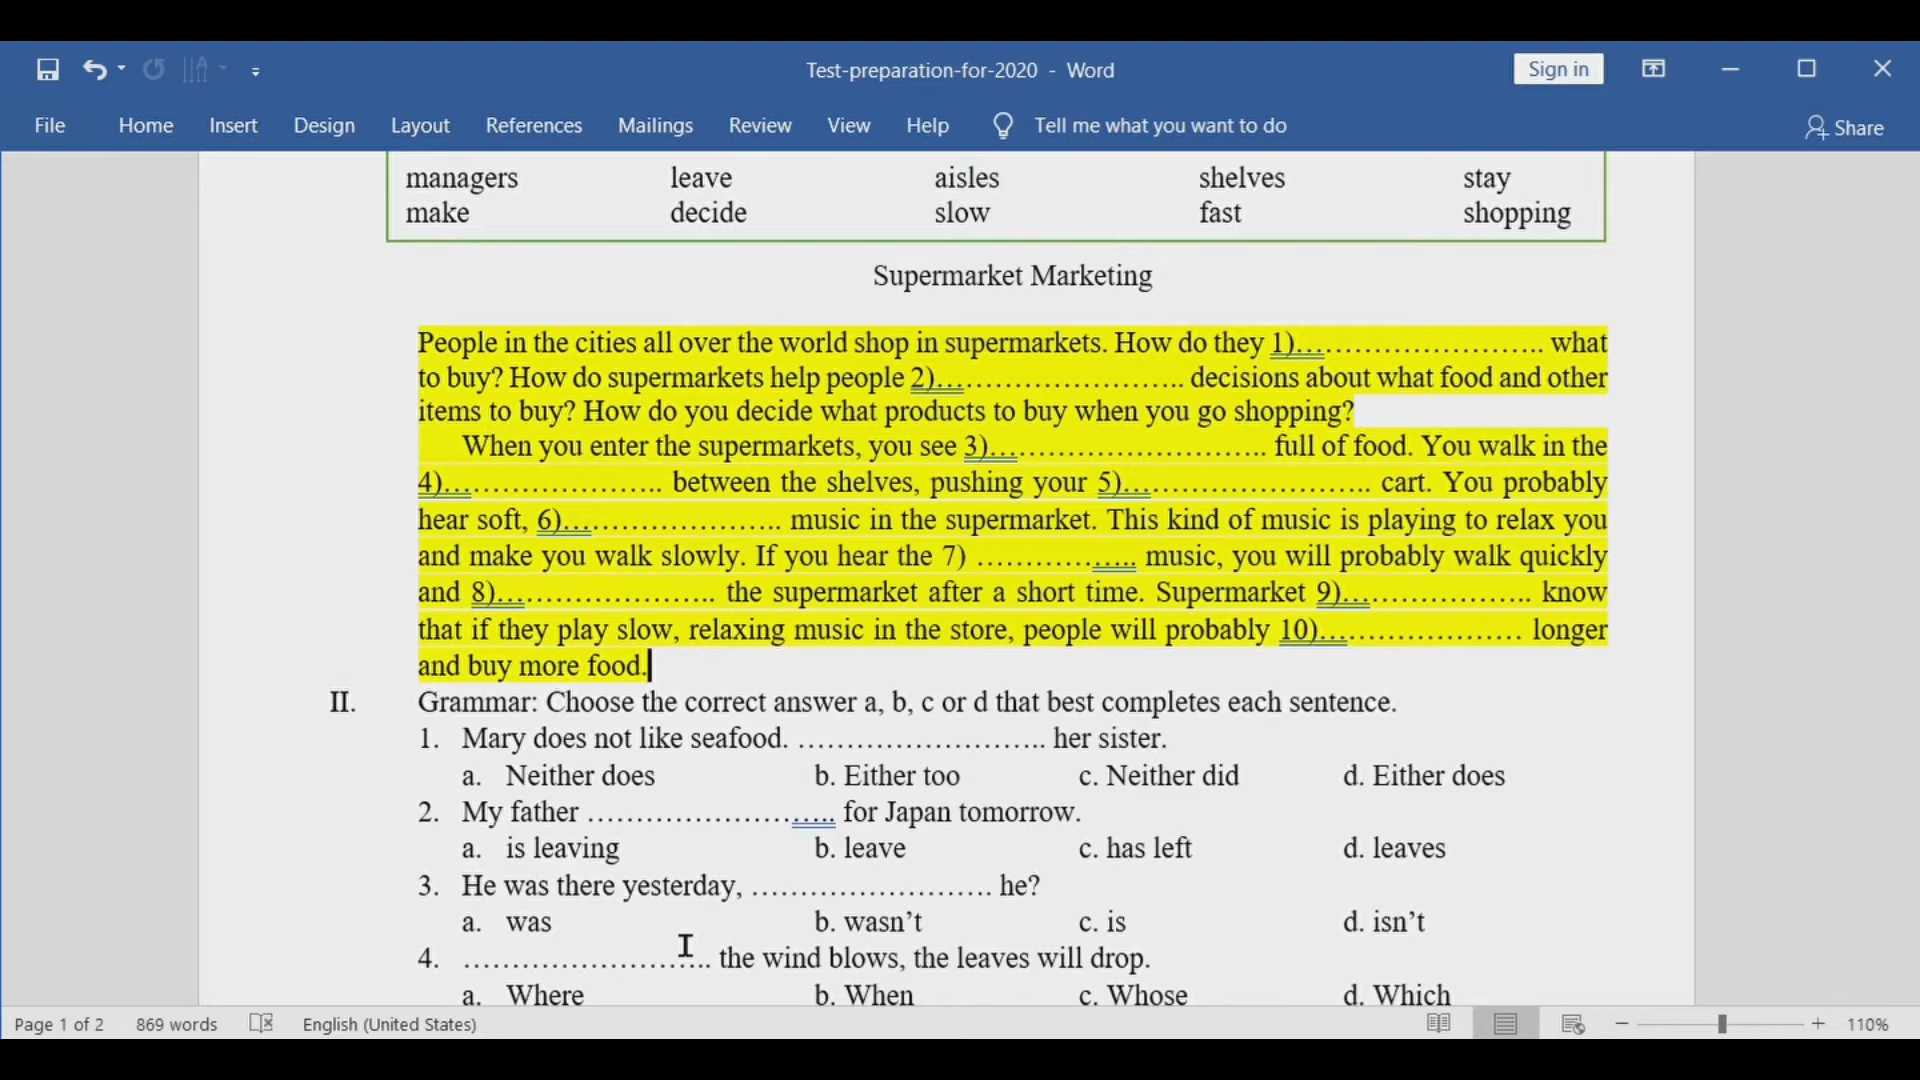 Test-preparation-for-2020 - Word
Sign in
File Home Insert Design Layout References Mailings Review View Help Tell me what you want to do Share
managers leave aisles shelves stay
make decide slow fast shopping
Supermarket Marketing
People in the cities all over the world shop in supermarkets. How do they 1)………………………….. what
to buy? How do supermarkets help people 2)………………………….. decisions about what food and other
items to buy? How do you decide what products to buy when you go shopping?
When you enter the supermarkets, you see 3)……………………………….. full of food. You walk in the
4)………………………….. between the shelves, pushing your 5)………………………….. cart. You probably
hear soft, 6)………………………….. music in the supermarket. This kind of music is playing to relax you
and make you walk slowly. If you hear the 7) ………………….. music, you will probably walk quickly
and 8)………………………….. the supermarket after a short time. Supermarket 9)……………………….. know
that if they play slow, relaxing music in the store, people will probably 10)……………………… longer
and buy more food.
II. Grammar: Choose the correct answer a, b, c or d that best completes each sentence.
1. Mary does not like seafood. ………………………….. her sister.
a. Neither does b. Either too c. Neither did d. Either does
2. My father ………………………….. for Japan tomorrow.
a. is leaving b. leave c. has left d. leaves
3. He was there yesterday, ………………………… he?
a. was b. wasn’t c. is d. isn’t
4. ………………………….. the wind blows, the leaves will drop.
a. Where b. When c. Whose d. Which
Page 1 of 2 869 words English (United States) 110%